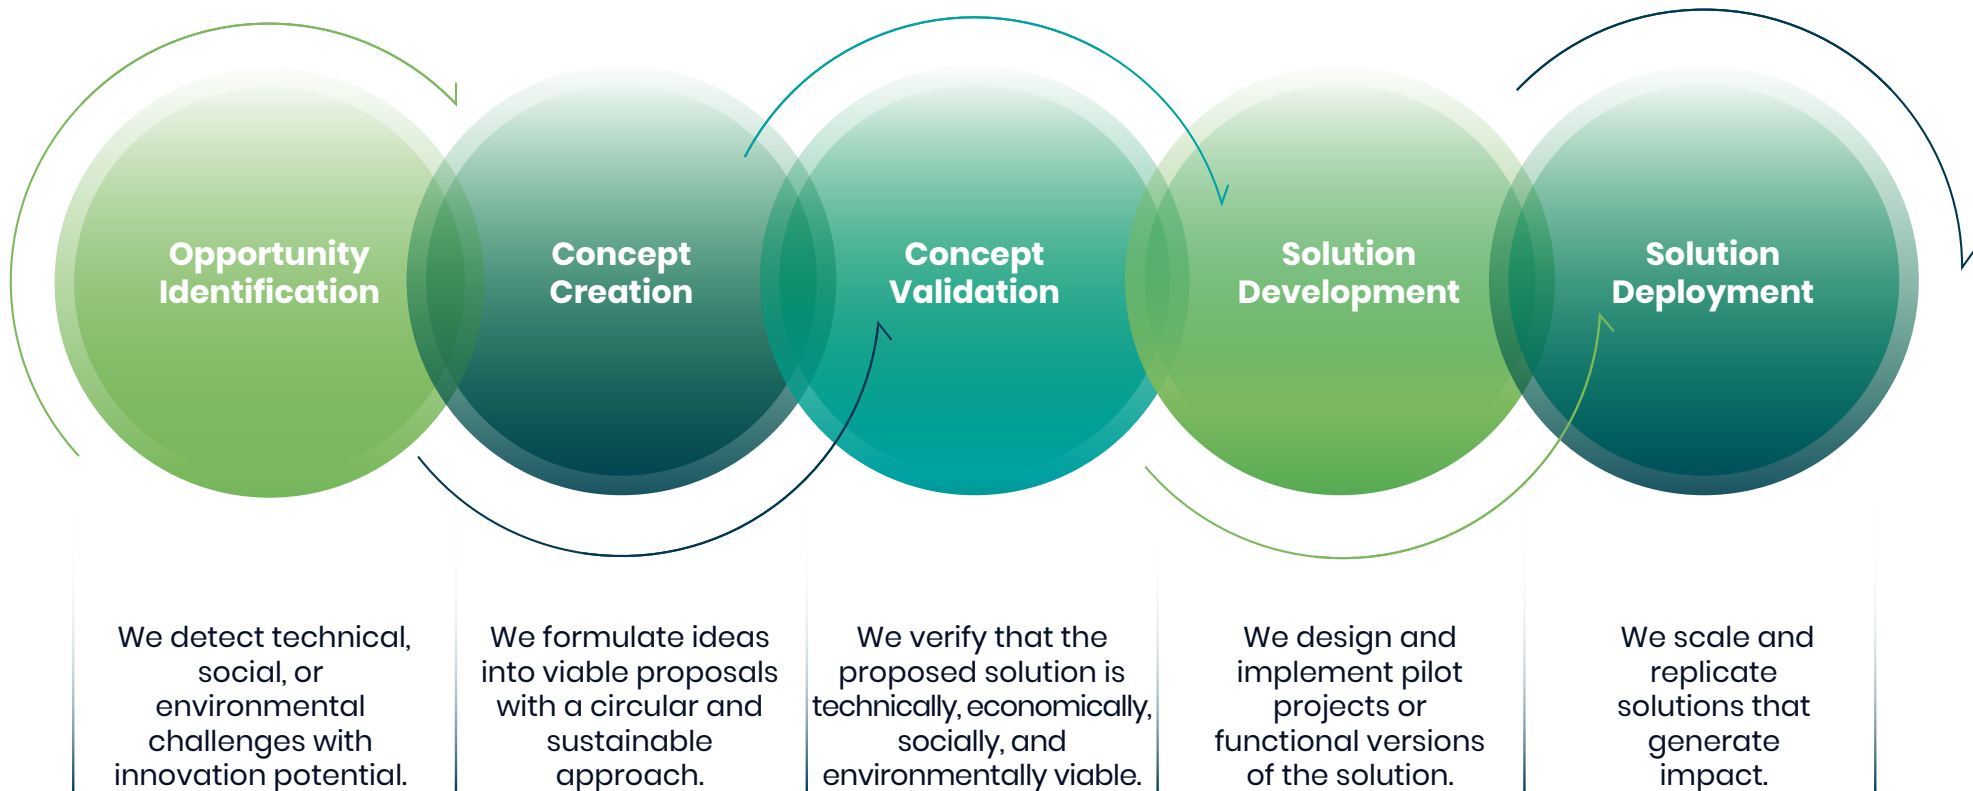 Opportunity
Identification
Concept
Creation
Concept
Validation
Solution
Development
Solution
Deployment
We detect technical,
social, or
environmental
challenges with
innovation potential.
We formulate ideas
into viable proposals
with a circular and
sustainable
approach.
We verify that the
proposed solution is
technically, economically,
socially, and
environmentally viable.
We design and
implement pilot
projects or
functional versions
of the solution.
We scale and
replicate
solutions that
generate
impact.